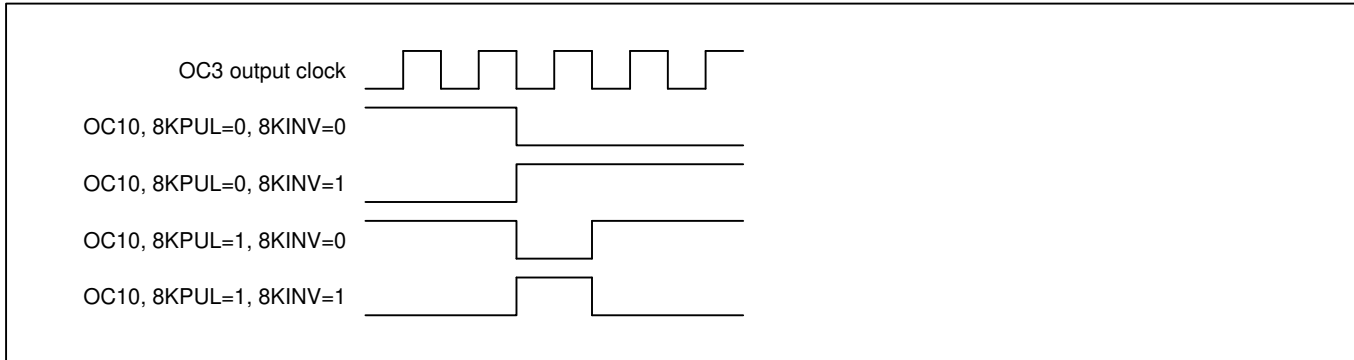 OC3 output clock
OC10, 8KPUL=0, 8KINV=0
OC10, 8KPUL=0, 8KINV=1
OC10, 8KPUL=1, 8KINV=0
OC10, 8KPUL=1, 8KINV=1